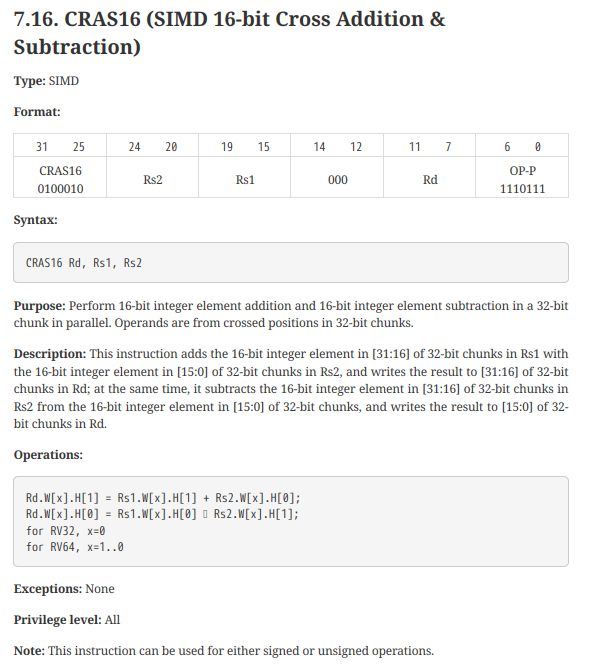 7.16. CRAS16 (SIMD 16-bit Cross Addition &
Subtraction)
Type: SIMD
Format:
31 25 24 20 19 15 14 12 11 7 6 0
CRAS16
0100010 Rs2 Rs1 000 Rd OP-P
1110111
Syntax:
CRAS16 Rd, Rs1, Rs2
Purpose: Perform 16-bit integer element addition and 16-bit integer element subtraction in a 32-bit
chunk in parallel. Operands are from crossed positions in 32-bit chunks.
Description: This instruction adds the 16-bit integer element in [31:16] of 32-bit chunks in Rs1 with
the 16-bit integer element in [15:0] of 32-bit chunks in Rs2, and writes the result to [31:16] of 32-bit
chunks in Rd; at the same time, it subtracts the 16-bit integer element in [31:16] of 32-bit chunks in
Rs2 from the 16-bit integer element in [15:0] of 32-bit chunks, and writes the result to [15:0] of 32-
bit chunks in Rd.
Operations:
Rd.W[x].H[1] = Rs1.W[x].H[1] + Rs2.W[x].H[0];
Rd.W[x].H[0] = Rs1.W[x].H[0] ▯ Rs2.W[x].H[1];
for RV32, x=0
for RV64, x=1..0
Exceptions: None
Privilege level: All
Note: This instruction can be used for either signed or unsigned operations.